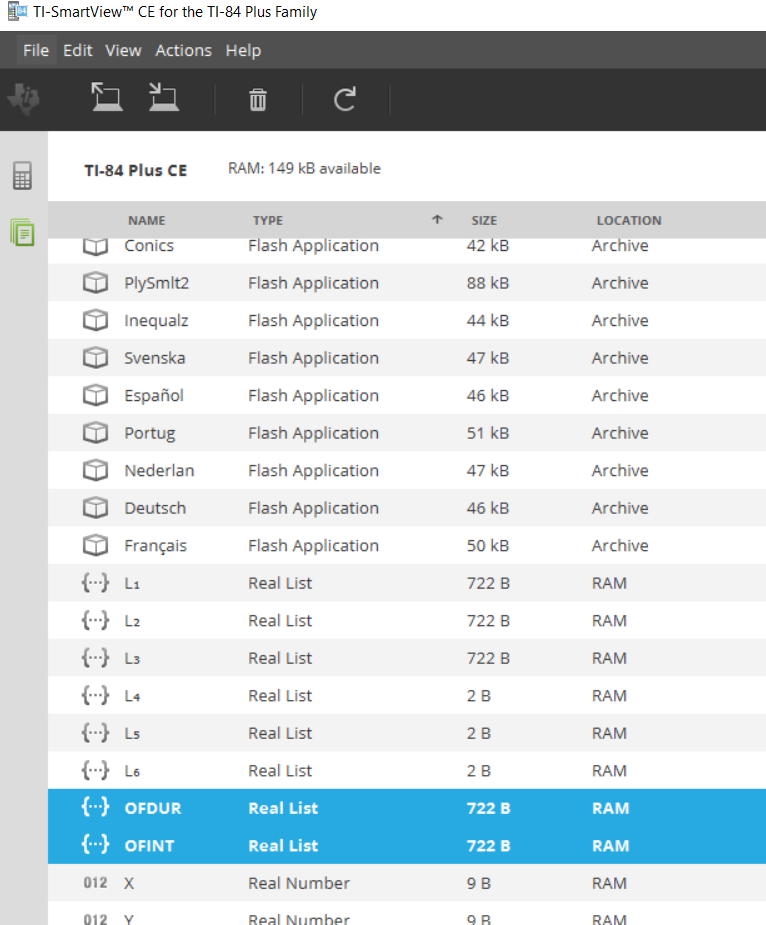 TI-SmartView™ CE for the TI-84 Plus Family
File Edit View Actions Help
TI-84 Plus CE RAM: 149 kB available
NAME TYPE ↑ SIZE LOCATION
Conics Flash Application 42 kB Archive
PlySmlt2 Flash Application 88 kB Archive
Inequalz Flash Application 44 kB Archive
Svenska Flash Application 47 kB Archive
Español Flash Application 46 kB Archive
Portug Flash Application 51 kB Archive
Nederlan Flash Application 47 kB Archive
Deutsch Flash Application 46 kB Archive
Français Flash Application 50 kB Archive
{···} L₁ Real List 722 B RAM
{···} L₂ Real List 722 B RAM
{···} L₃ Real List 722 B RAM
{···} L₄ Real List 2 B RAM
{···} L₅ Real List 2 B RAM
{···} L₆ Real List 2 B RAM
{···} OFDUR Real List 722 B RAM
{···} OFINT Real List 722 B RAM
012 X Real Number 9 B RAM
012 Y Real Number 9 B RAM